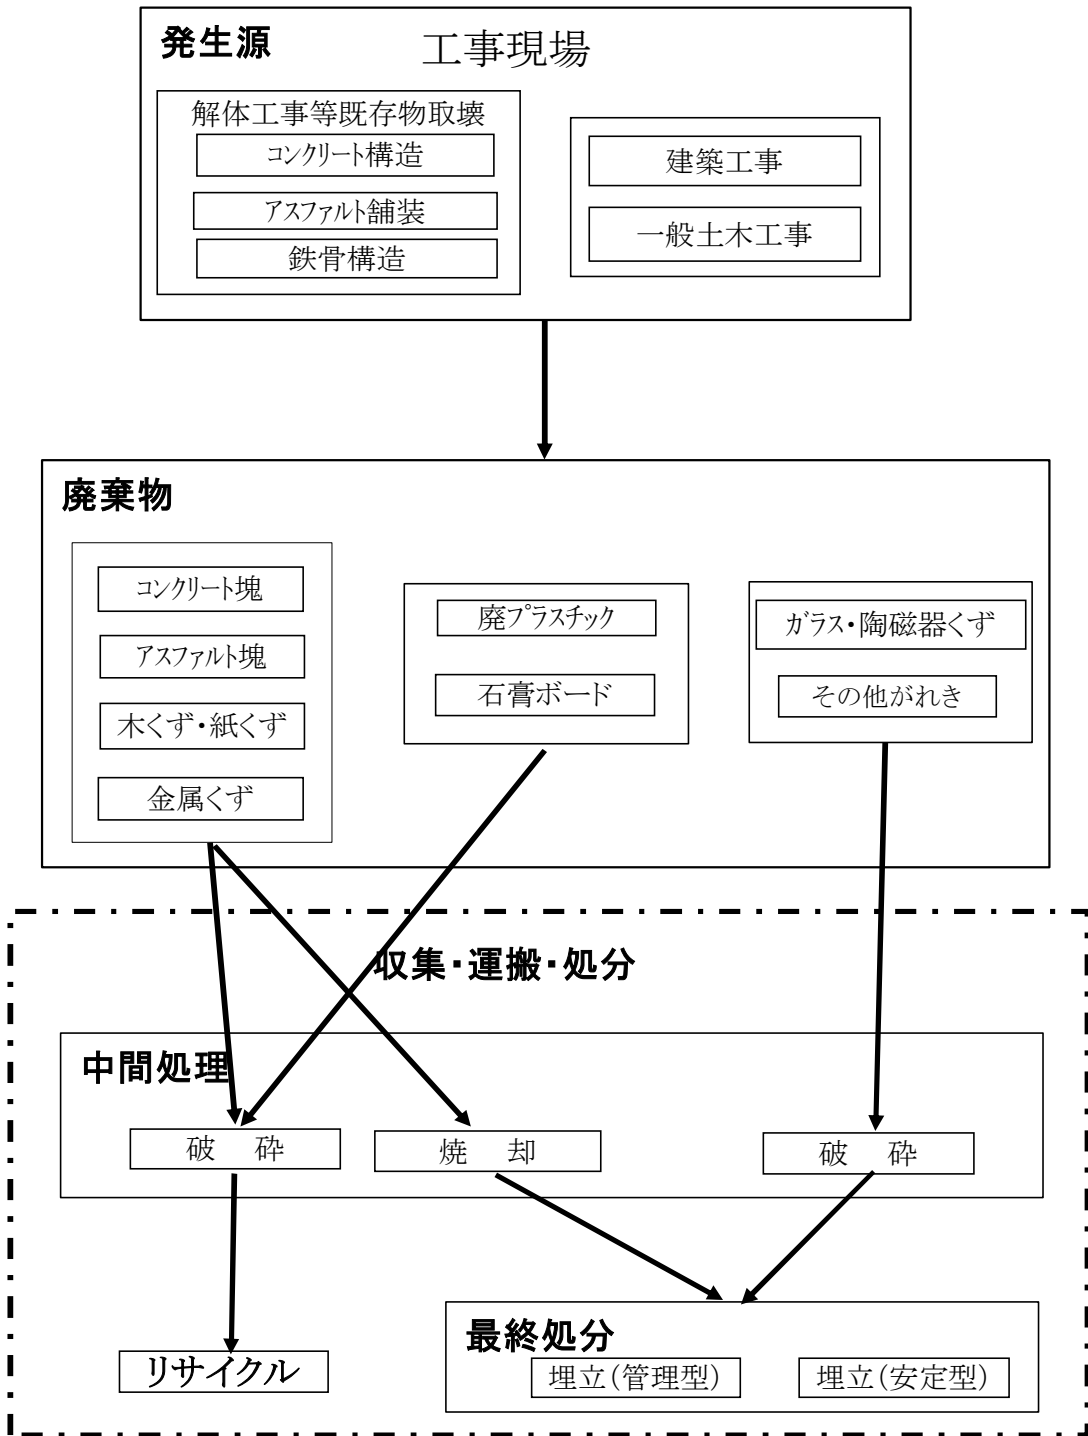 発生源
工事現場
解体工事等既存物取壊
コンクリート構造
アスファルト舗装
鉄骨構造
建築工事
一般土木工事
廃棄物
コンクリート塊
アスファルト塊
木くず・紙くず
金属くず
廃プラスチック
石膏ボード
ガラス・陶磁器くず
その他がれき
収集・運搬・処分
中間処理
破 砕
焼 却
破 砕
リサイクル
最終処分
埋立(管理型)
埋立(安定型)